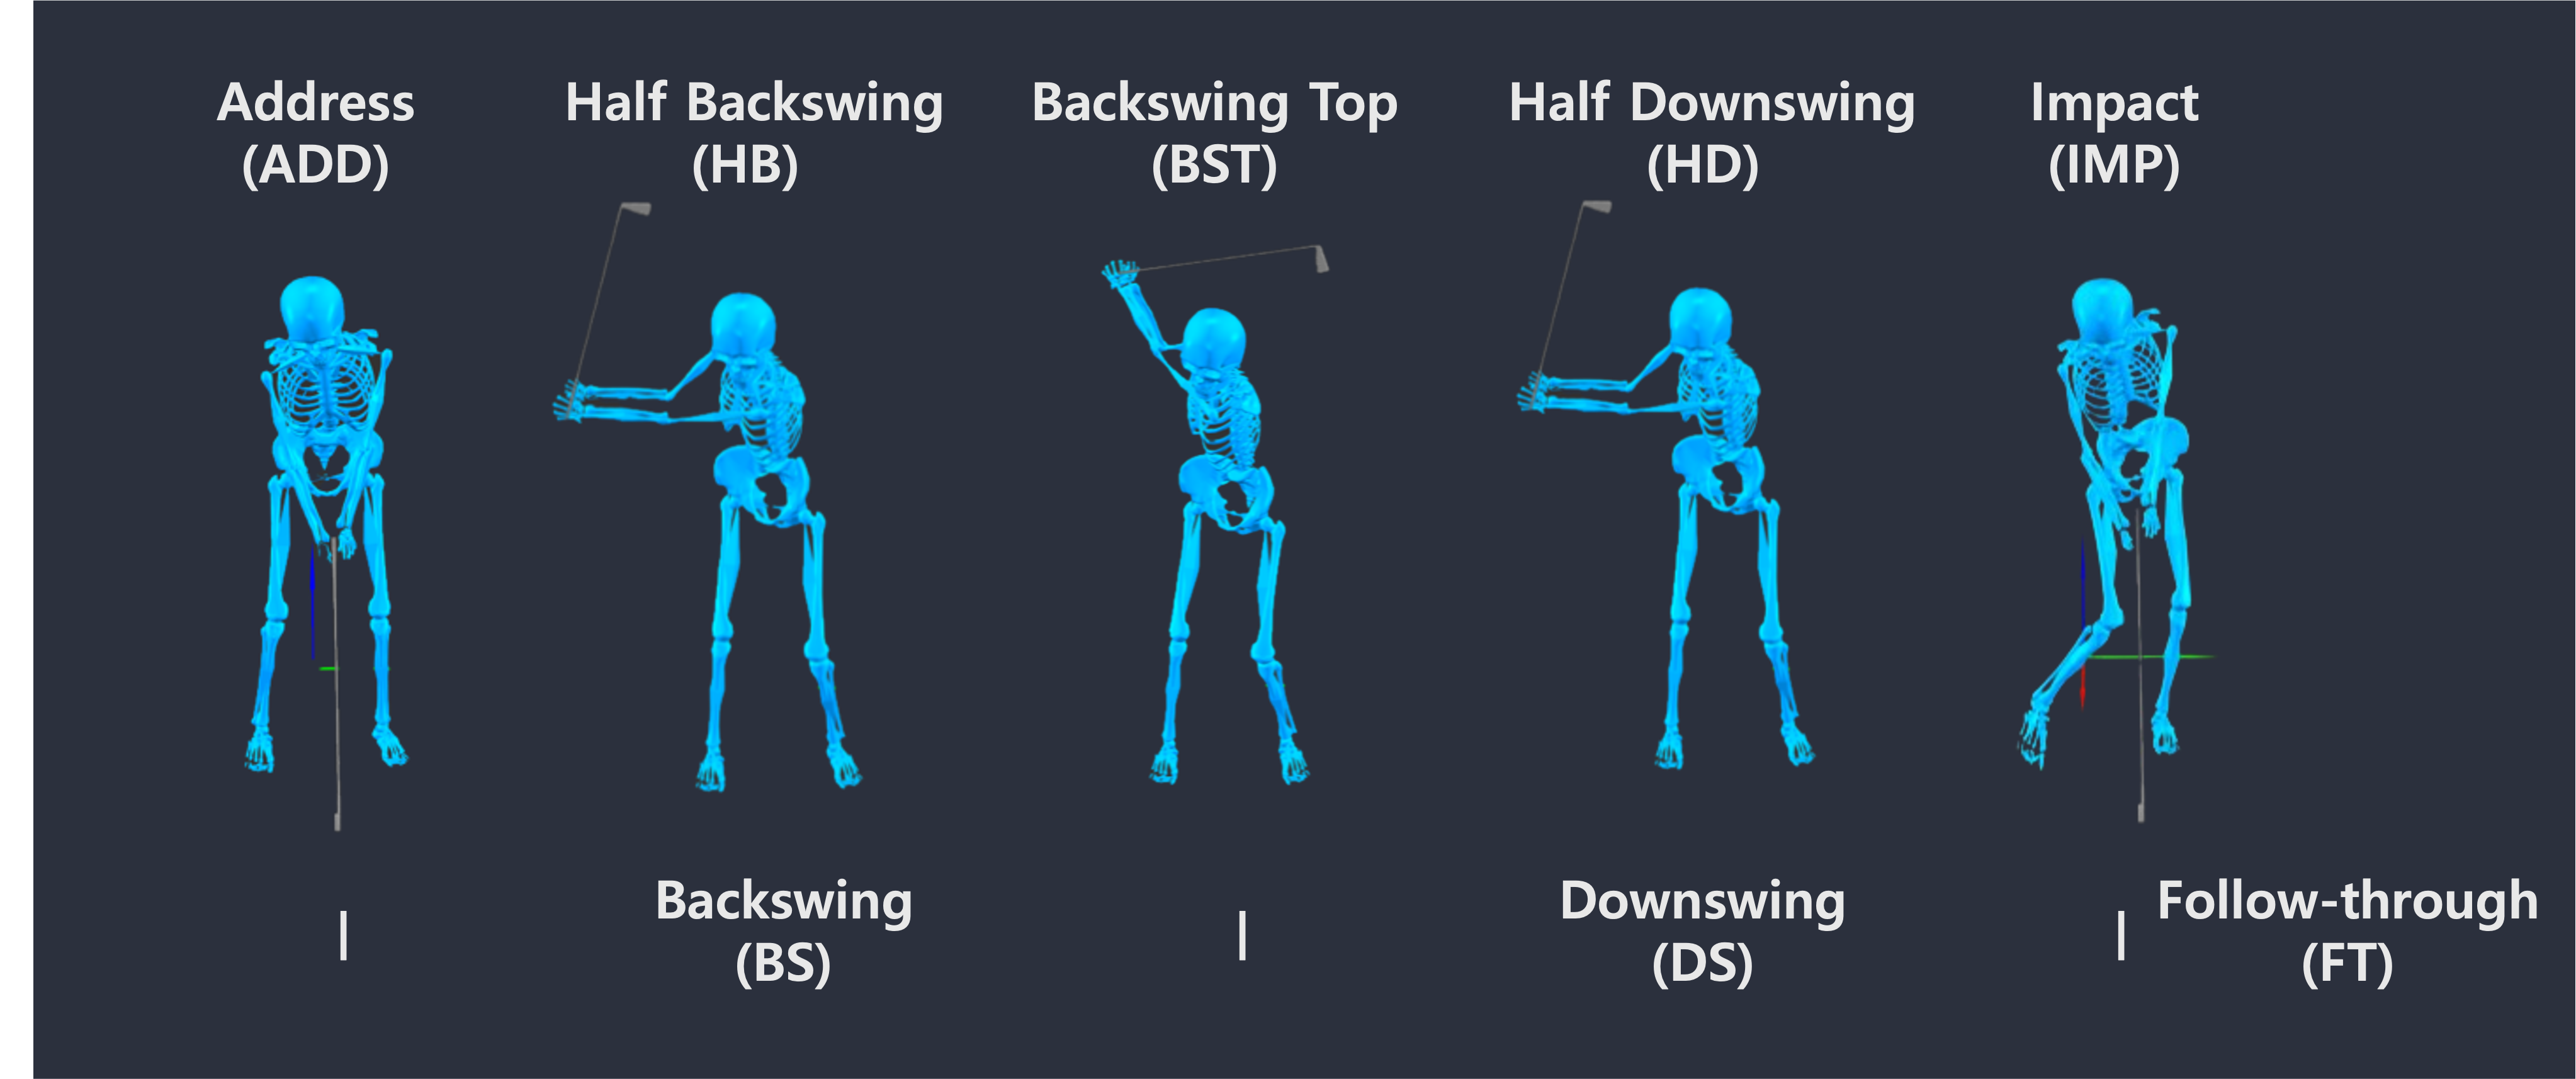 Address
(ADD)
Half Backswing
(HB)
Backswing Top
(BST)
Half Downswing
(HD)
Impact
(IMP)
|
Backswing
(BS)
|
Downswing
(DS)
|
Follow-through
(FT)